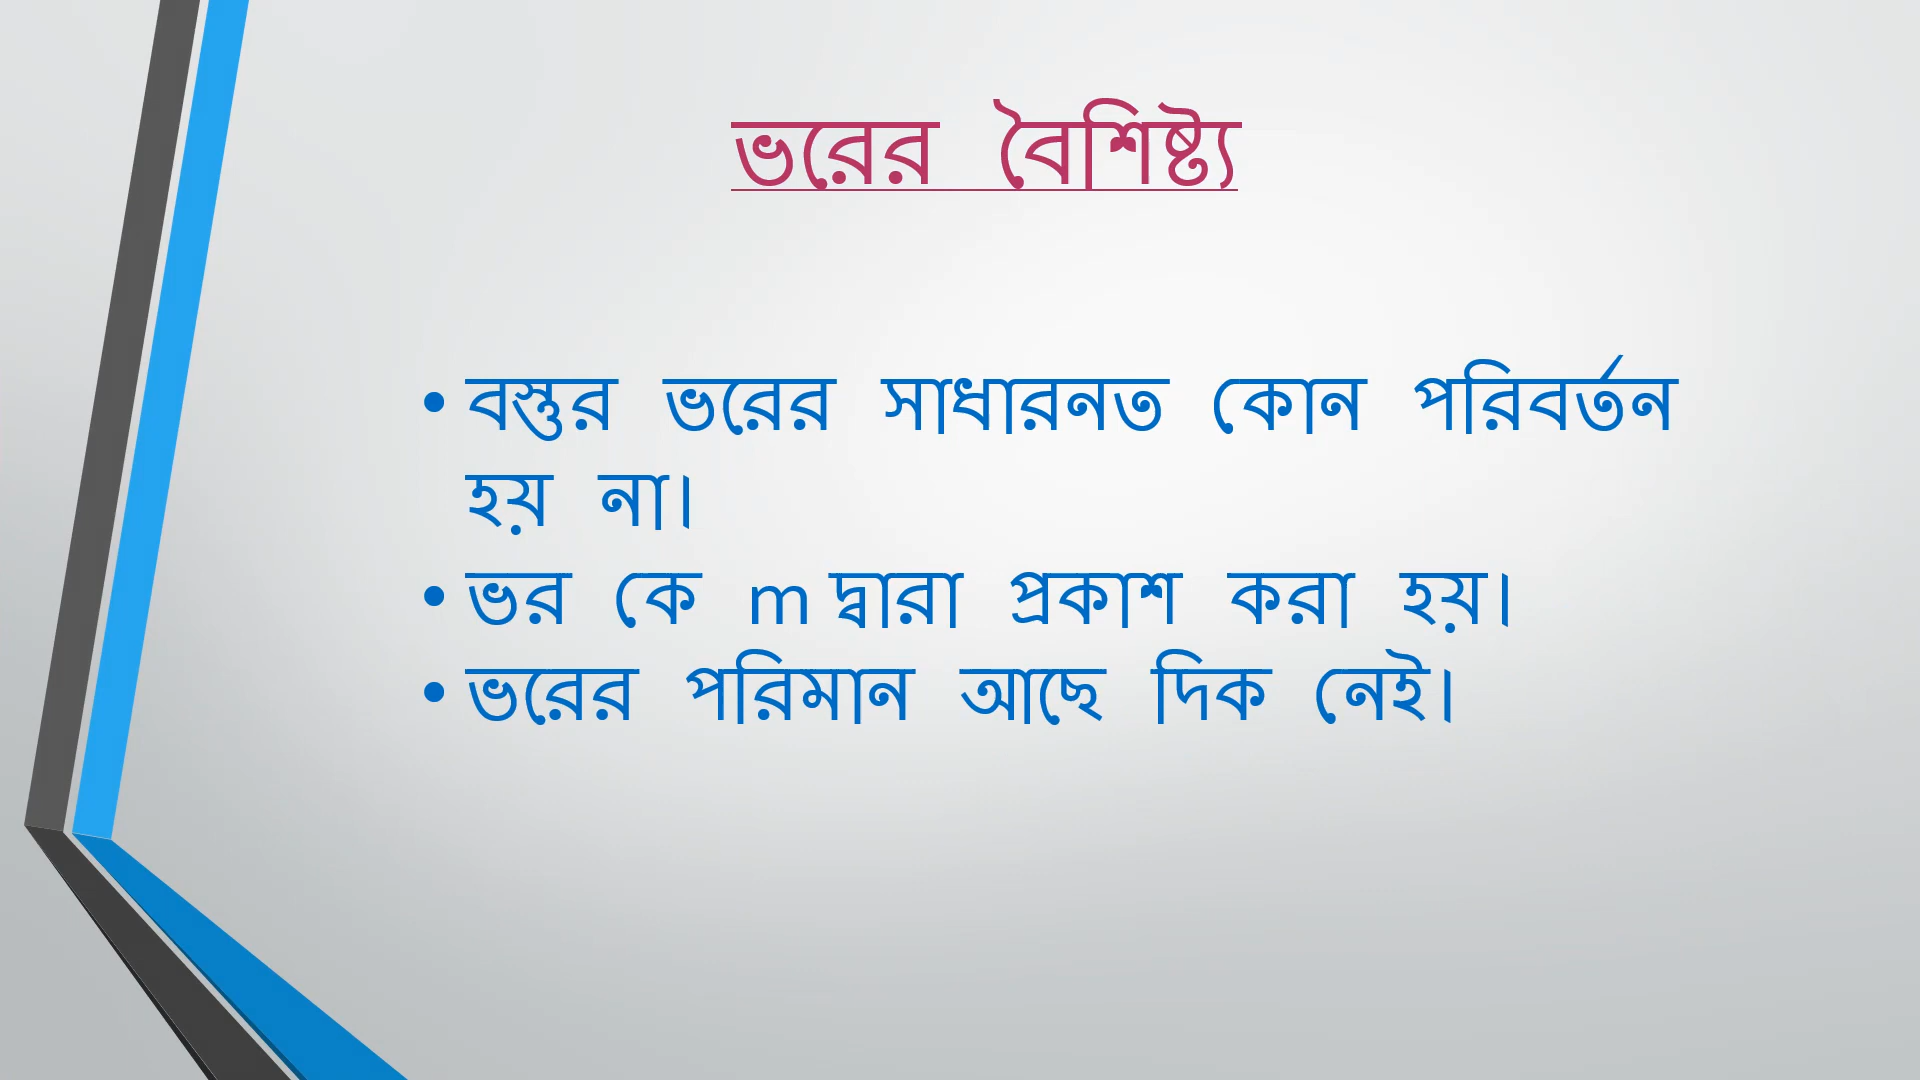 ভরের বৈশিষ্ট্য
• বস্তুর ভরের সাধারনত কোন পরিবর্তন
হয় না।
• ভর কে m দ্বারা প্রকাশ করা হয়।
• ভরের পরিমান আছে দিক নেই।